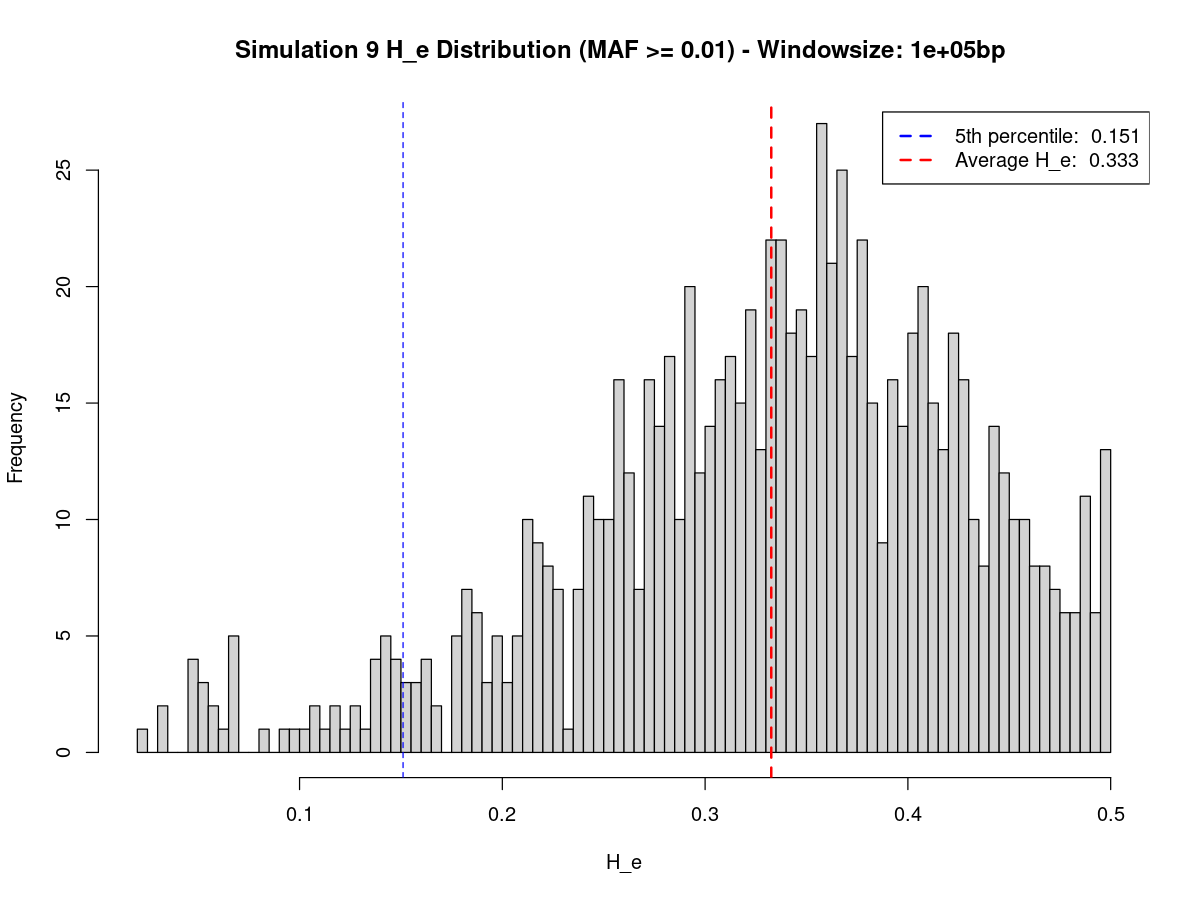 Simulation 9 H_e Distribution (MAF >= 0.01) - Windowsize: 1e+05bp
5th percentile: 0.151
Average H_e: 0.333
25
20
15
10
5
0
Frequency
0.1 0.2 0.3 0.4 0.5
H_e